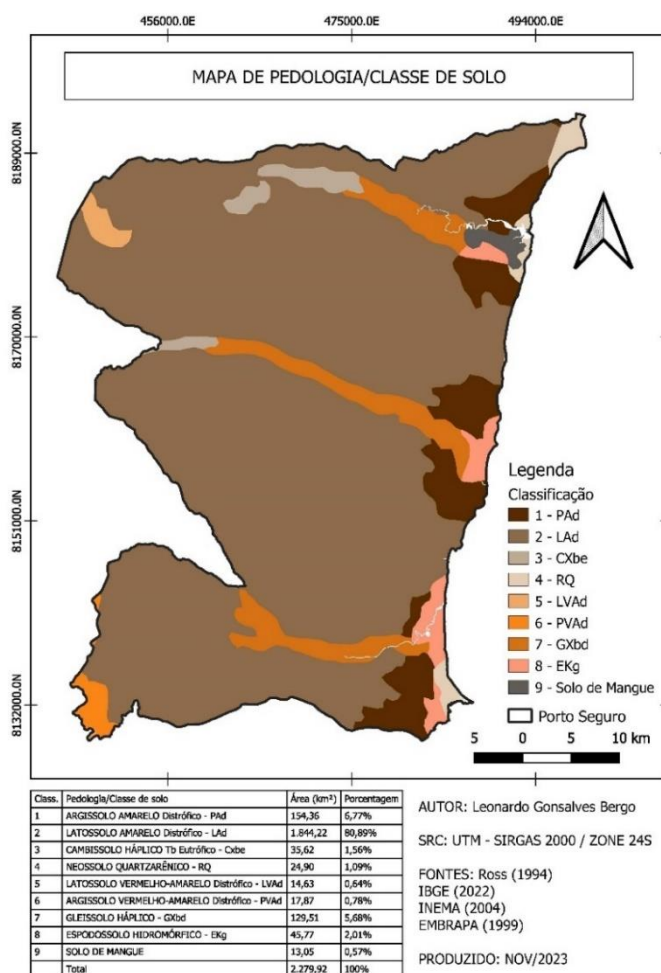 456000.0E 475000.0E 494000.0E
MAPA DE PEDOLOGIA/CLASSE DE SOLO
8189000.0N
8170000.0N
8151000.0N
8132000.0N
Legenda
Classificação
1 - PAd
2 - LAd
3 - CXbe
4 - RQ
5 - LVAd
6 - PVAd
7 - GXbd
8 - EKg
9 - Solo de Mangue
Porto Seguro
5 0 5 10 km
Class. Pedologia/Classe de solo Área (km²) Porcentagem
1 ARGISSOLO AMARELO Distrófico - PAd 154,36 6,77%
2 LATOSSOLO AMARELO Distrófico - LAd 1.844,22 80,89%
3 CAMBISSOLO HÁPLICO Tb Eutrófico - Cxbe 35,62 1,56%
4 NEOSSOLO QUARTZARÊNICO - RQ 24,90 1,09%
5 LATOSSOLO VERMELHO-AMARELO Distrófico - LVAd 14,63 0,64%
6 ARGISSOLO VERMELHO-AMARELO Distrófico - PVAd 17,87 0,78%
7 GLEISSOLO HÁPLICO - GXbd 129,51 5,68%
8 ESPODOSSOLO HIDROMÓRFICO - EKg 45,77 2,01%
9 SOLO DE MANGUE 13,05 0,57%
Total 2.279,92 100%
AUTOR: Leonardo Gonsalves Bergo
SRC: UTM - SIRGAS 2000 / ZONE 24S
FONTES: Ross (1994)
IBGE (2022)
INEMA (2004)
EMBRAPA (1999)
PRODUZIDO: NOV/2023